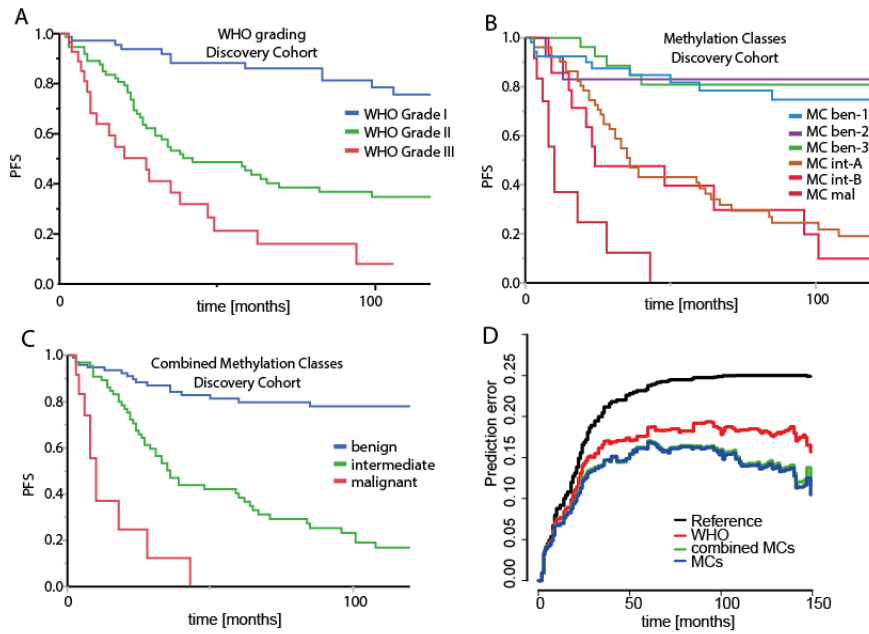 A
WHO grading
Discovery Cohort
PFS
1.0
0.8
0.6
0.4
0.2
0.0
WHO Grade I
WHO Grade II
WHO Grade III
0
100
time [months]
B
Methylation Classes
Discovery Cohort
PFS
1.0
0.8
0.6
0.4
0.2
0.0
MC ben-1
MC ben-2
MC ben-3
MC int-A
MC int-B
MC mal
0
100
time [months]
C
Combined Methylation Classes
Discovery Cohort
PFS
1.0
0.8
0.6
0.4
0.2
0.0
benign
intermediate
malignant
0
100
time [months]
D
Prediction error
0.25
0.20
0.15
0.10
0.05
0.00
Reference
WHO
combined MCs
MCs
0
50
100
150
time [months]